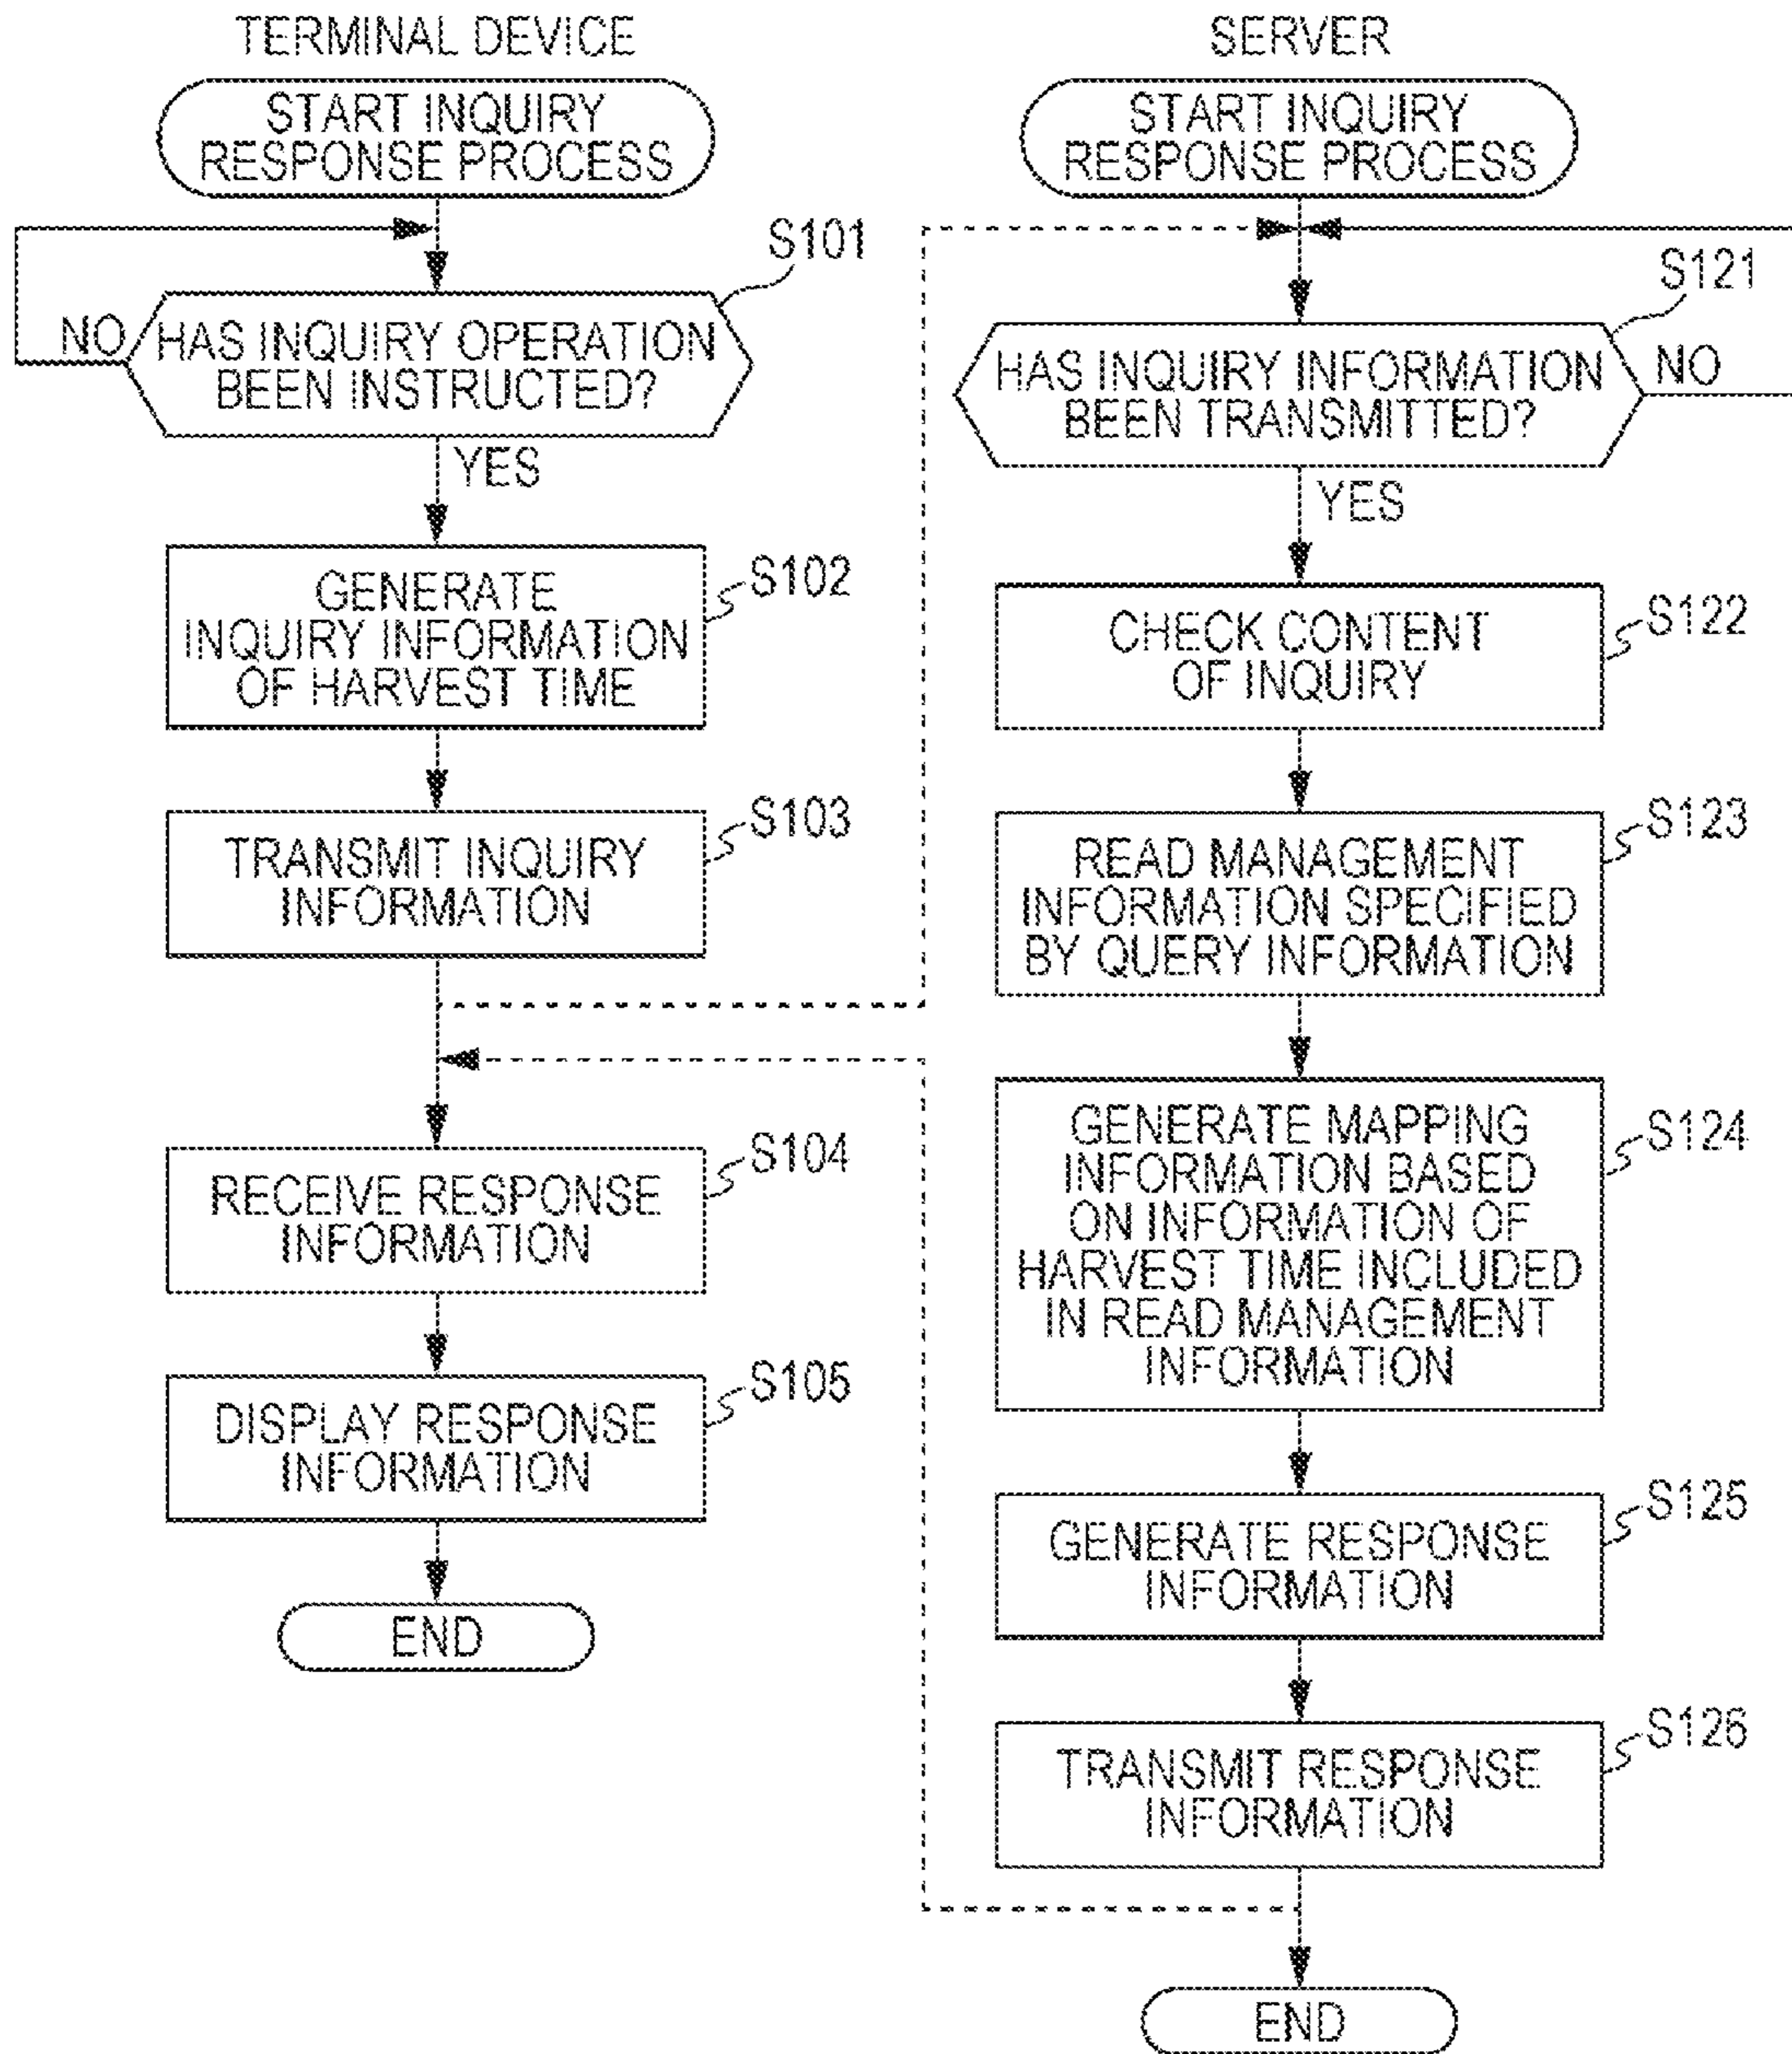 TERMINAL DEVICE
START INQUIRY
RESPONSE PROCESS
S101
NO
HAS INQUIRY OPERATION
BEEN INSTRUCTED?
YES
S102
GENERATE
INQUIRY INFORMATION
OF HARVEST TIME
S103
TRANSMIT INQUIRY
INFORMATION
S104
RECEIVE RESPONSE
INFORMATION
S105
DISPLAY RESPONSE
INFORMATION
END
SERVER
START INQUIRY
RESPONSE PROCESS
S121
HAS INQUIRY INFORMATION
BEEN TRANSMITTED?
NO
YES
S122
CHECK CONTENT
OF INQUIRY
S123
READ MANAGEMENT
INFORMATION SPECIFIED
BY QUERY INFORMATION
S124
GENERATE MAPPING
INFORMATION BASED
ON INFORMATION OF
HARVEST TIME INCLUDED
IN READ MANAGEMENT
INFORMATION
S125
GENERATE RESPONSE
INFORMATION
S126
TRANSMIT RESPONSE
INFORMATION
END